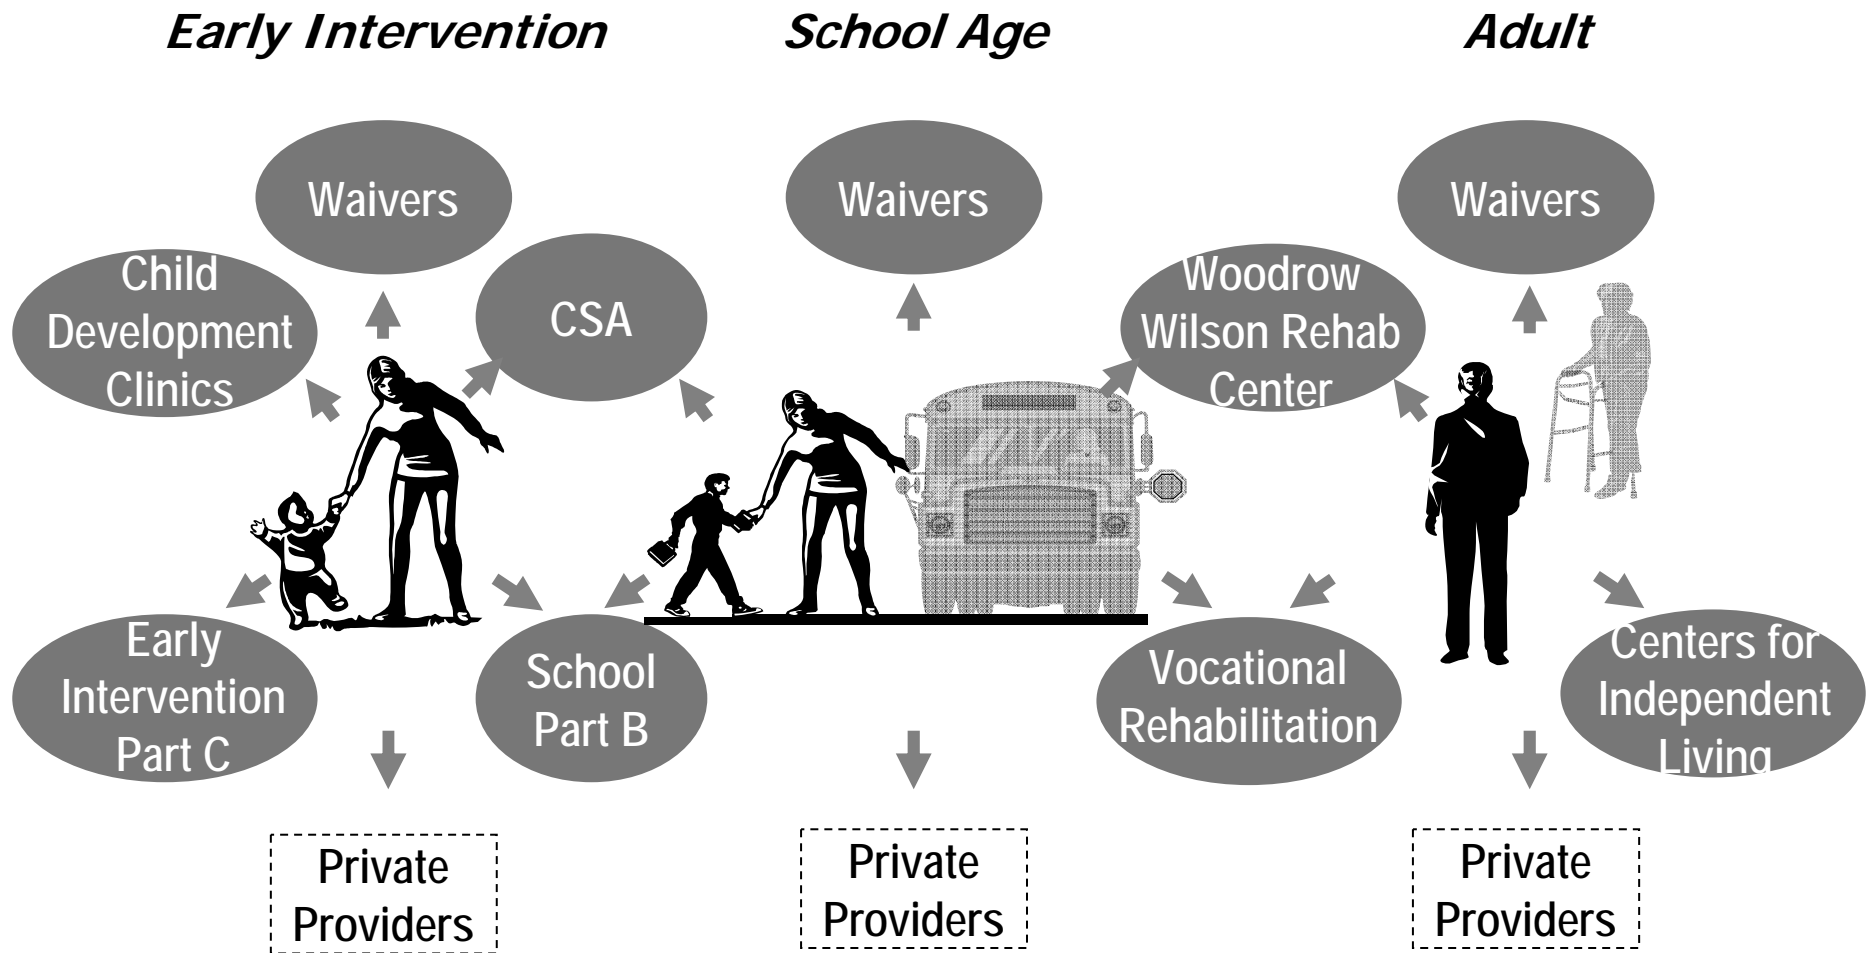 Early Intervention
School Age
Adult
Waivers
Waivers
Waivers
Child
Development
Clinics
CSA
Woodrow
Wilson Rehab
Center
Early
Intervention
Part C
School
Part B
Vocational
Rehabilitation
Centers for
Independent
Living
Private
Providers
Private
Providers
Private
Providers